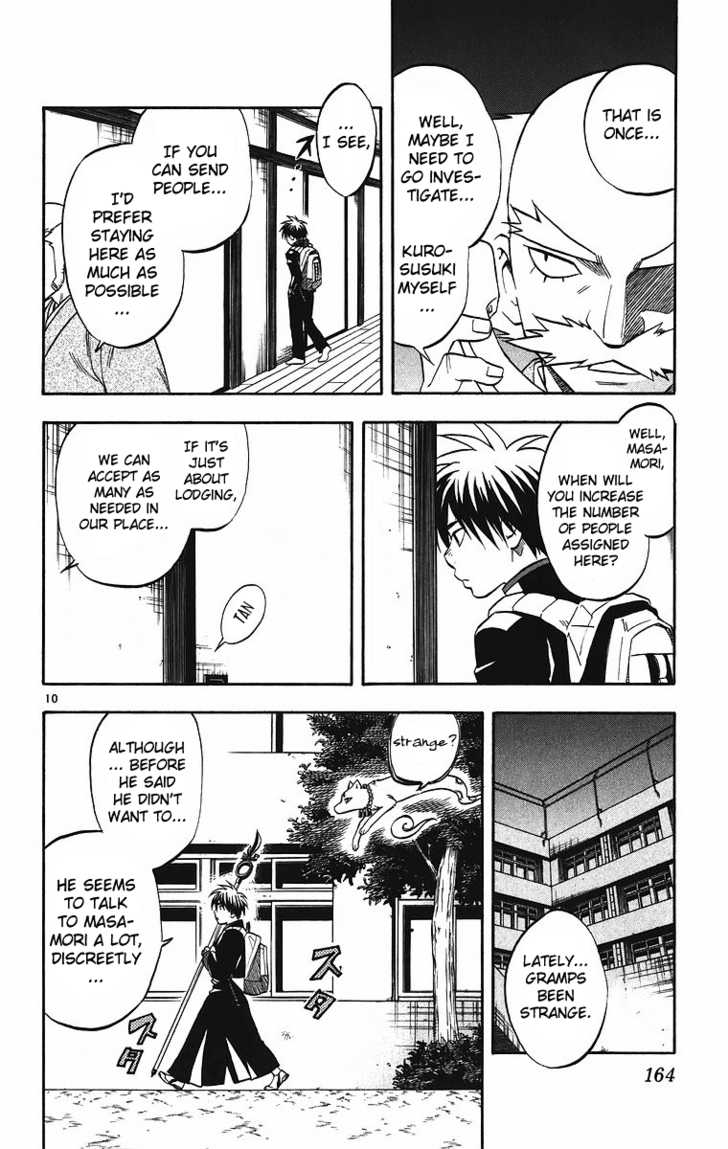 THAT IS
ONCE...
WELL,
MAYBE I
NEED TO
GO INVES-
TIGATE...
KURO-
SUSUKI
MYSELF
...
...
I SEE,
IF YOU
CAN SEND
PEOPLE...
I'D
PREFER
STAYING
HERE AS
MUCH AS
POSSIBLE
...
WELL,
MASA-
MORI,
WHEN WILL
YOU INCREASE
THE NUMBER
OF PEOPLE
ASSIGNED
HERE?
IF IT'S
JUST
ABOUT
LODGING,
WE CAN
ACCEPT AS
MANY AS
NEEDED IN
OUR PLACE...
TAN
10
LATELY...
GRAMPS
BEEN
STRANGE.
strange?
ALTHOUGH
... BEFORE
HE SAID
HE DIDN'T
WANT TO...
HE SEEMS
TO TALK
TO MASA-
MORI A LOT,
DISCREETLY
...
スタ
スタ
164